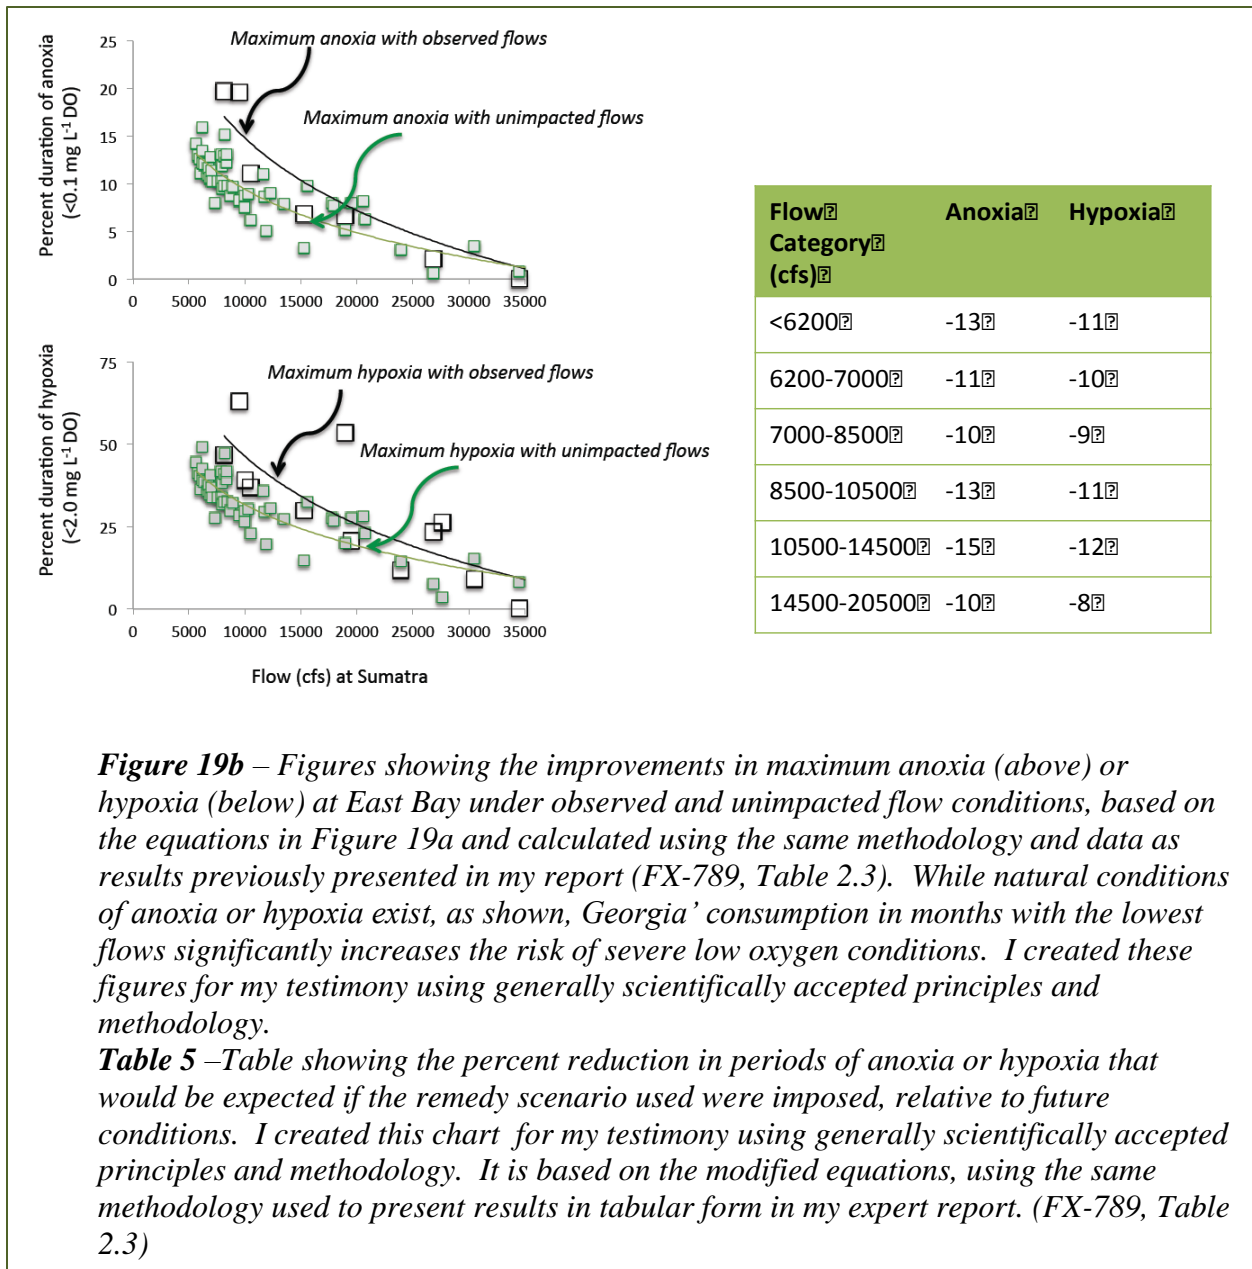 Maximum anoxia with observed flows
Maximum anoxia with unimpacted flows
Percent duration of anoxia
(<0.1 mg L-1 DO)
25
20
15
10
5
0
0 5000 10000 15000 20000 25000 30000 35000
Maximum hypoxia with observed flows
Maximum hypoxia with unimpacted flows
Percent duration of hypoxia
(<2.0 mg L-1 DO)
75
50
25
0
0 5000 10000 15000 20000 25000 30000 35000
Flow (cfs) at Sumatra
Flow Anoxia Hypoxia
Category
(cfs)
<6200 -13 -11
6200-7000 -11 -10
7000-8500 -10 -9
8500-10500 -13 -11
10500-14500 -15 -12
14500-20500 -10 -8
Figure 19b – Figures showing the improvements in maximum anoxia (above) or
hypoxia (below) at East Bay under observed and unimpacted flow conditions, based on
the equations in Figure 19a and calculated using the same methodology and data as
results previously presented in my report (FX-789, Table 2.3). While natural conditions
of anoxia or hypoxia exist, as shown, Georgia’ consumption in months with the lowest
flows significantly increases the risk of severe low oxygen conditions. I created these
figures for my testimony using generally scientifically accepted principles and
methodology.
Table 5 –Table showing the percent reduction in periods of anoxia or hypoxia that
would be expected if the remedy scenario used were imposed, relative to future
conditions. I created this chart for my testimony using generally scientifically accepted
principles and methodology. It is based on the modified equations, using the same
methodology used to present results in tabular form in my expert report. (FX-789, Table
2.3)